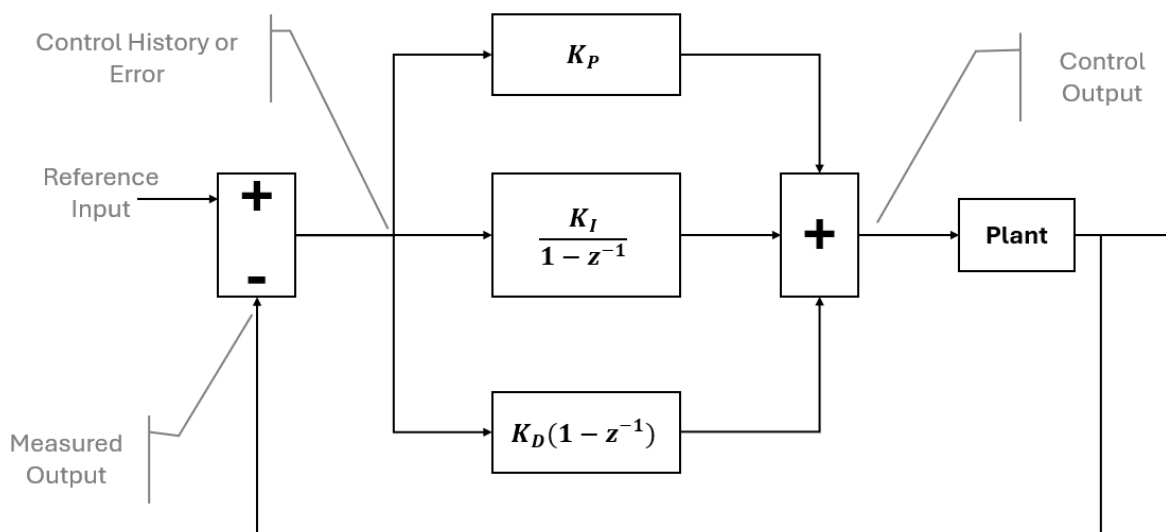 Control History or
Error
K_P
Control
Output
Reference
Input
+
-
K_I
1 − z^{-1}
+
Plant
K_D(1 − z^{-1})
Measured
Output